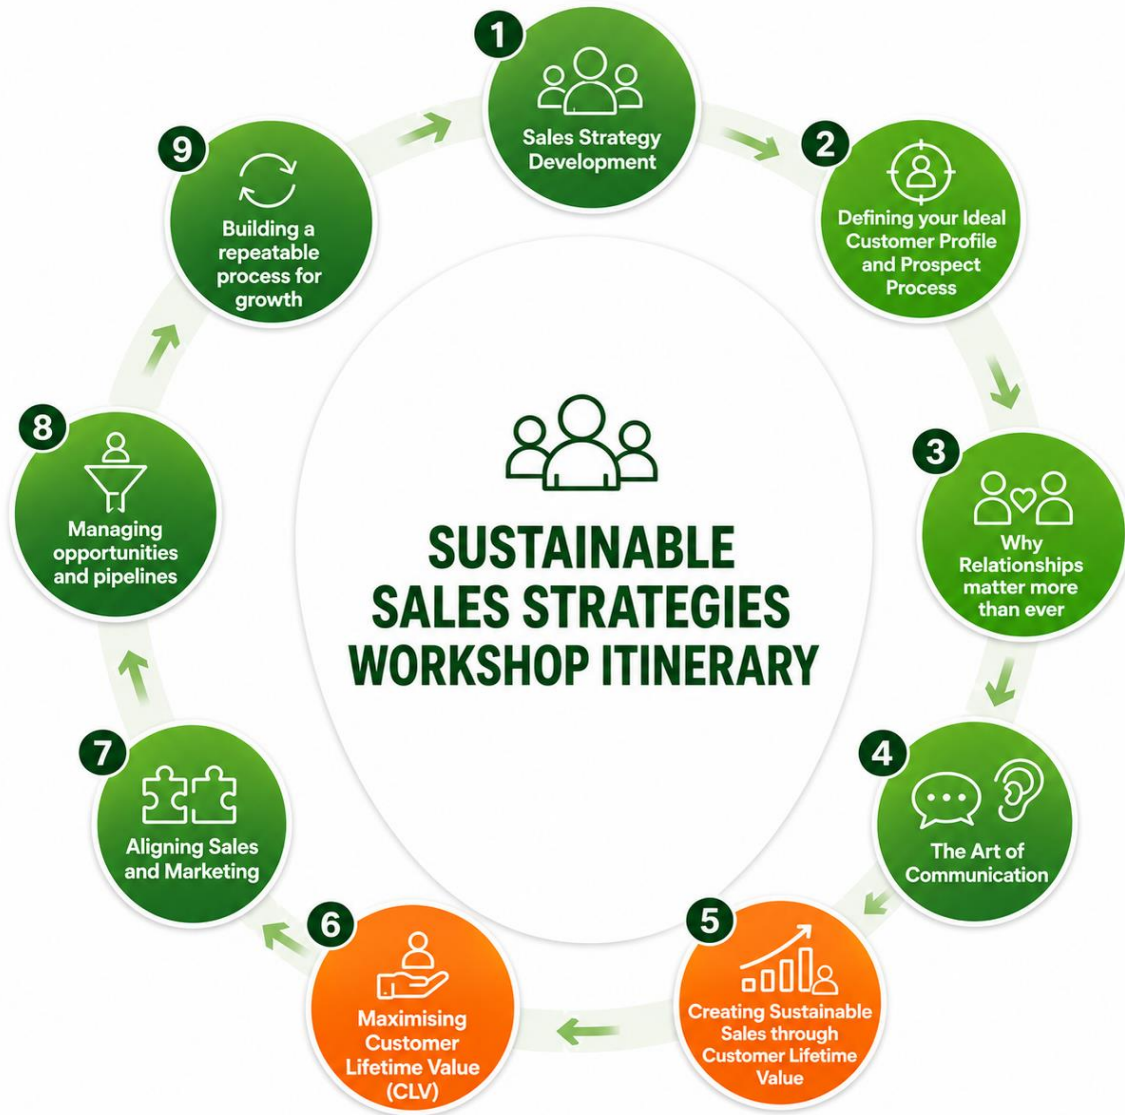 1
Sales Strategy
Development
2
Defining your Ideal
Customer Profile
and Prospect
Process
3
Why
Relationships
matter more
than ever
4
The Art of
Communication
5
Creating Sustainable
Sales through
Customer Lifetime
Value
6
Maximising
Customer
Lifetime Value
(CLV)
7
Aligning Sales
and Marketing
8
Managing
opportunities
and pipelines
9
Building a
repeatable
process for
growth
SUSTAINABLE
SALES STRATEGIES
WORKSHOP ITINERARY